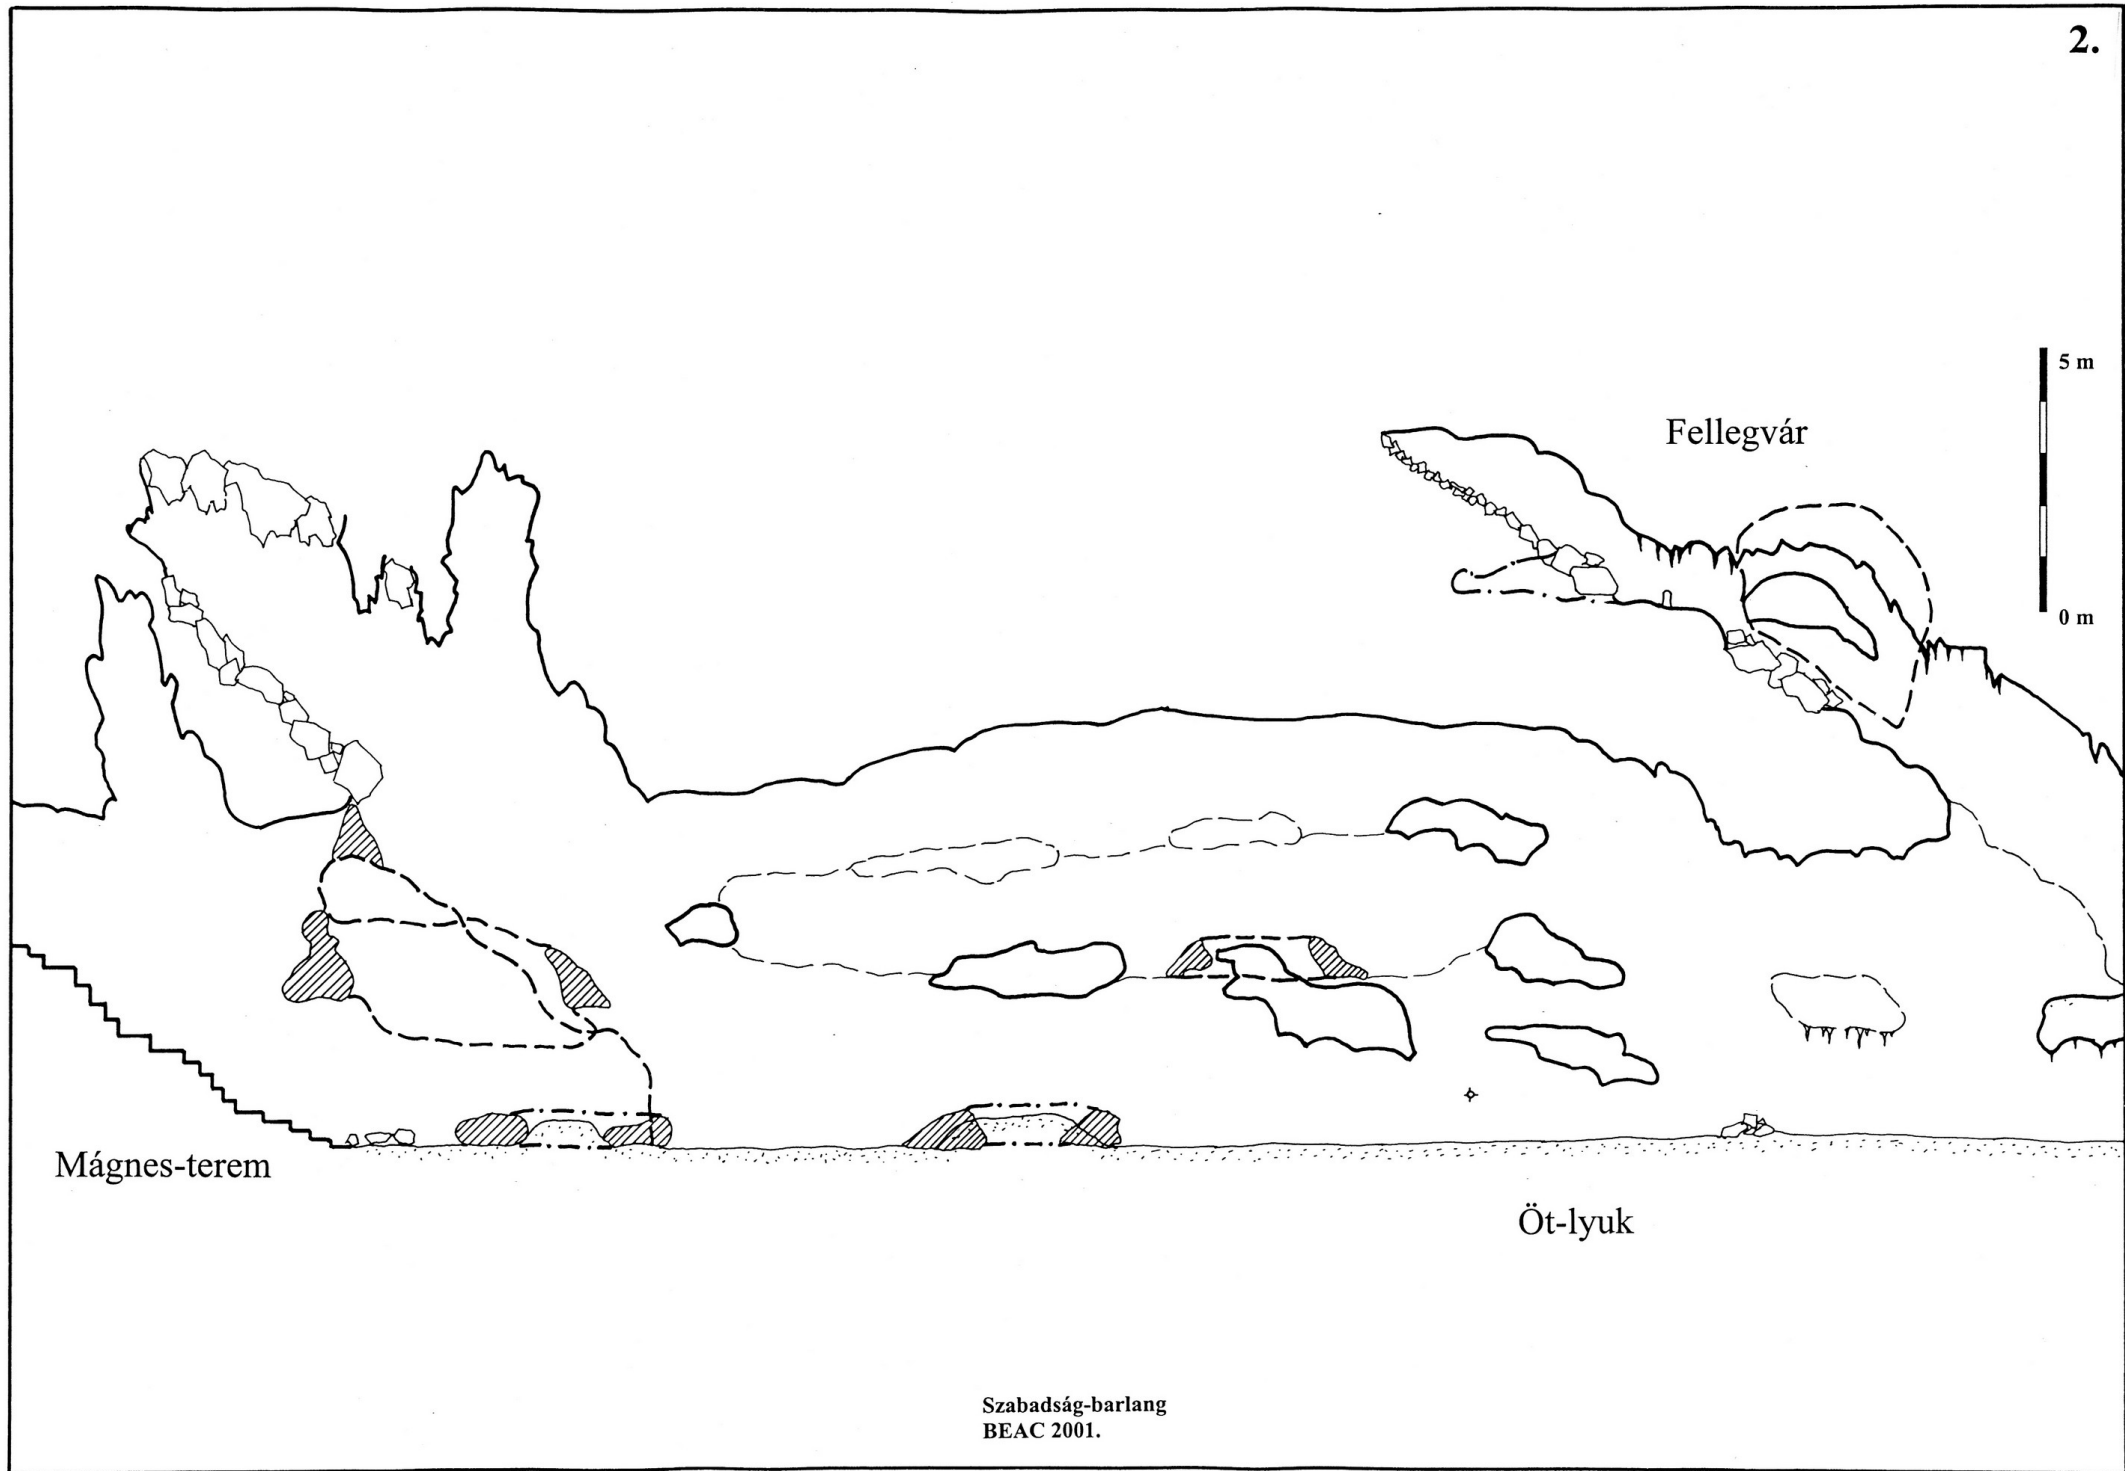 2.
5 m
Fellegvár
0 m
Mágnes-terem
Öt-lyuk
Szabadság-barlang
BEAC 2001.